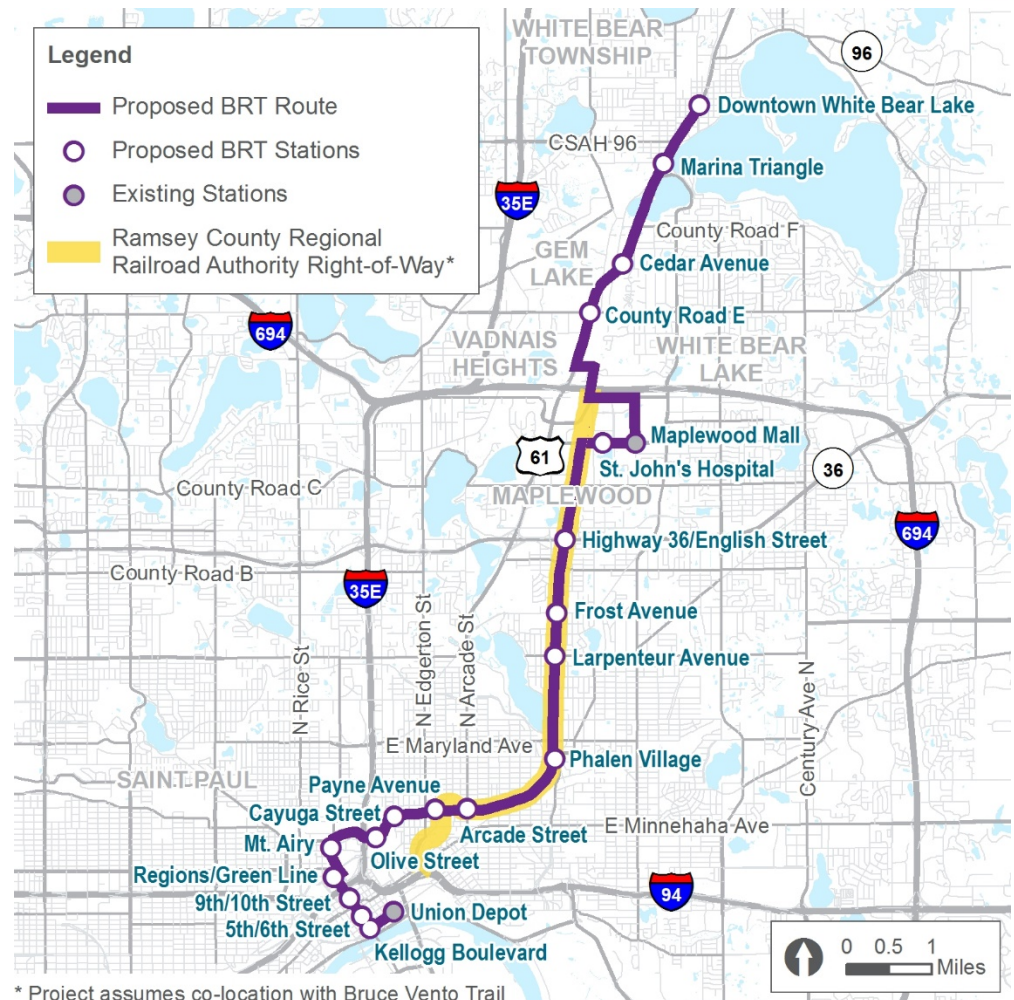 WHITE BEAR
TOWNSHIP
96
Legend
Proposed BRT Route
Proposed BRT Stations
Existing Stations
Ramsey County Regional
Railroad Authority Right-of-Way*
Downtown White Bear Lake
CSAH 96
Marina Triangle
35E
County Road F
GEM
LAKE
Cedar Avenue
County Road E
694
VADNAIS
HEIGHTS
WHITE BEAR
LAKE
Maplewood Mall
61
St. John's Hospital
36
County Road C
MAPLEWOOD
694
Highway 36/English Street
County Road B
35E
Frost Avenue
N Rice St
N Edgerton St
N Arcade St
Larpenteur Avenue
Century Ave N
E Maryland Ave
Phalen Village
SAINT PAUL
Payne Avenue
Cayuga Street
Arcade Street
E Minnehaha Ave
Mt. Airy
Olive Street
Regions/Green Line
94
9th/10th Street
Union Depot
5th/6th Street
Kellogg Boulevard
0 0.5 1
Miles
* Project assumes co-location with Bruce Vento Trail